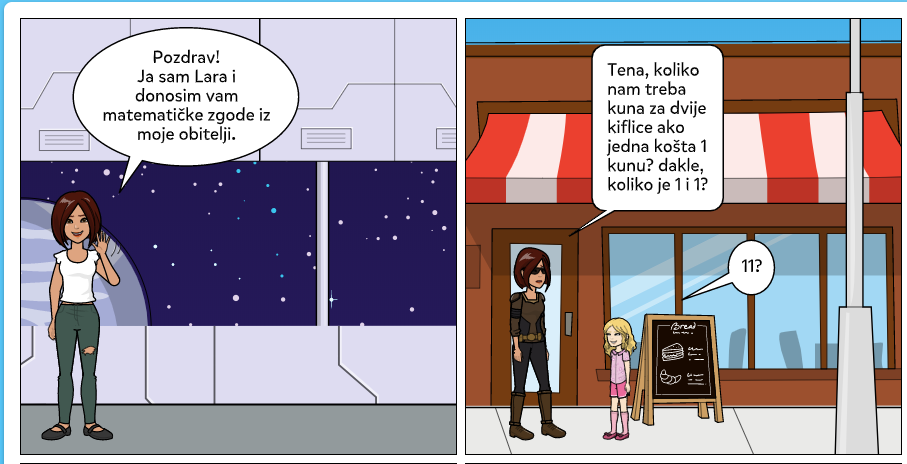 Pozdrav!
Ja sam Lara i
donosim vam
matematičke zgode iz
moje obitelji.
Tena, koliko
nam treba
kuna za dvije
kiflice ako
jedna košta 1
kunu? dakle,
koliko je 1 i 1?
11?
Bread